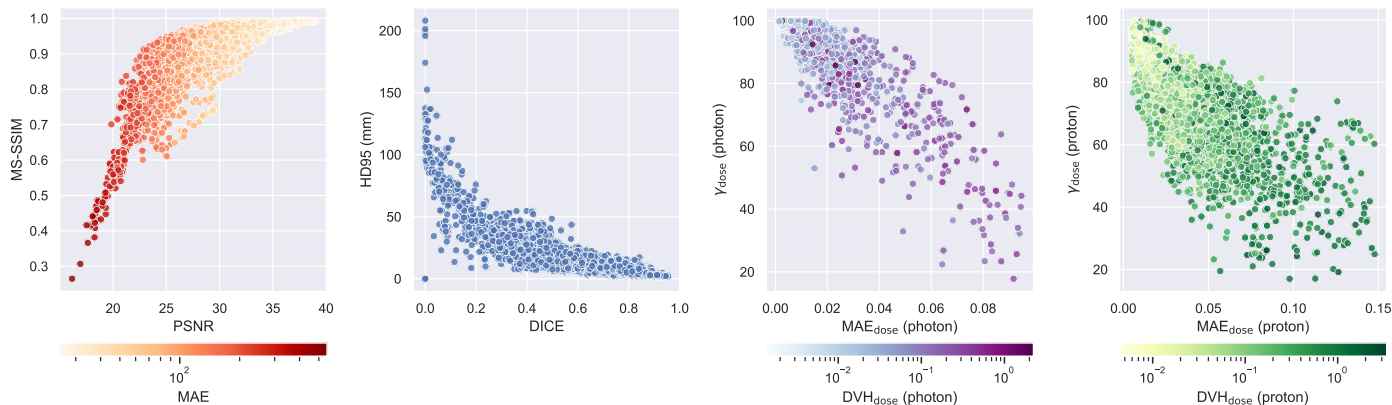 1.0
0.9
0.8
0.7
0.6
0.5
0.4
0.3
MS-SSIM
20 25 30 35 40
PSNR
10²
MAE
200
150
100
50
0
HD95 (mm)
0.0 0.2 0.4 0.6 0.8 1.0
DICE
100
80
60
40
20
γdose (photon)
0.00 0.02 0.04 0.06 0.08
MAEdose (photon)
10⁻² 10⁻¹ 10⁰
DVHdose (photon)
100
80
60
40
20
γdose (proton)
0.00 0.05 0.10 0.15
MAEdose (proton)
10⁻² 10⁻¹ 10⁰
DVHdose (proton)